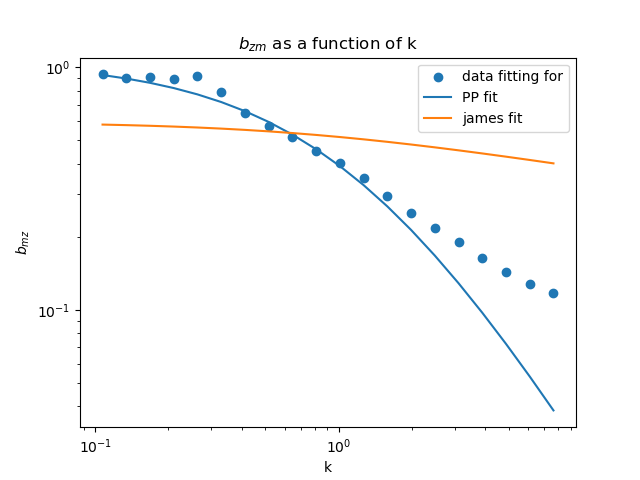 b_{zm} as a function of k
data fitting for
PP fit
james fit
b_{mz}
10^0
10^{-1}
10^{-1}
10^0
k